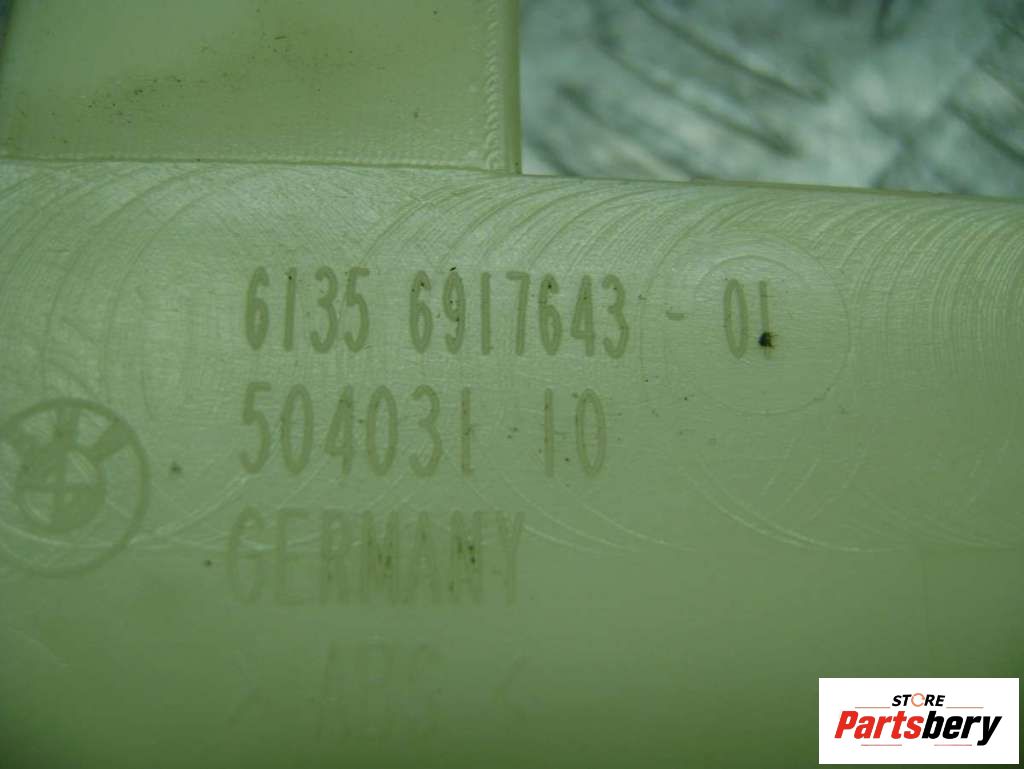 6135 6917643 - 01
504031 10
GERMANY
STORE
Partsbery